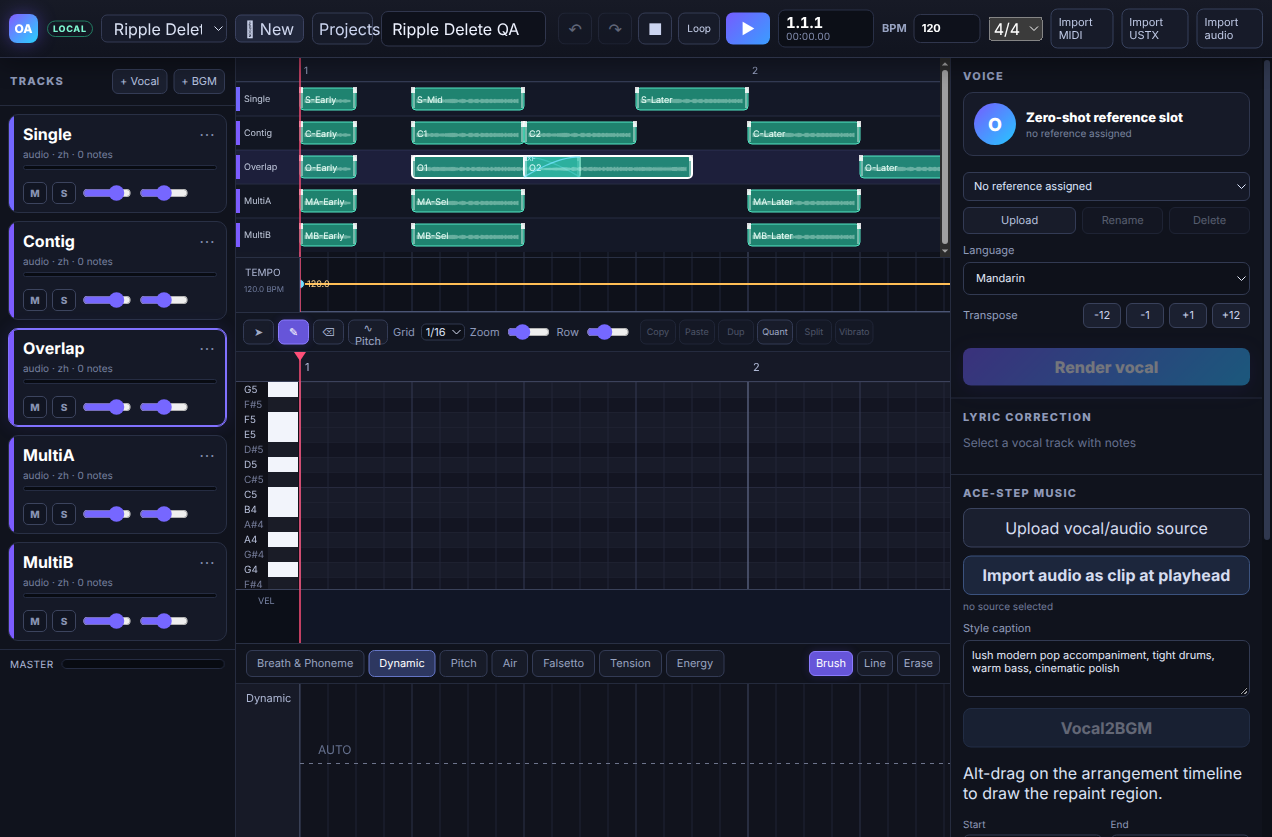 OA LOCAL Ripple Delet New Projects Ripple Delete QA Loop 1.1.1 00:00.00 BPM 120 4/4 Import MIDI Import USTX Import audio
TRACKS + Vocal + BGM
Single ...
audio · zh · 0 notes
M S
Contig ...
audio · zh · 0 notes
M S
Overlap ...
audio · zh · 0 notes
M S
MultiA ...
audio · zh · 0 notes
M S
MultiB ...
audio · zh · 0 notes
M S
MASTER
1 2
Single S-Early S-Mid S-Later
Contig C-Early C1 C2 C-Later
Overlap O-Early O1 O2 O-Later
MultiA MA-Early MA-Sel MA-Later
MultiB MB-Early MB-Sel MB-Later
TEMPO
120.0 BPM
120.0
Pitch Grid 1/16 Zoom Row Copy Paste Dup Quant Split Vibrato
1 2
G5
F#5
F5
E5
D#5
D5
C#5
C5
B4
A#4
A4
G#4
G4
F#4
VEL
Breath & Phoneme Dynamic Pitch Air Falsetto Tension Energy Brush Line Erase
Dynamic
AUTO
VOICE
O Zero-shot reference slot
no reference assigned
No reference assigned
Upload Rename Delete
Language
Mandarin
Transpose -12 -1 +1 +12
Render vocal
LYRIC CORRECTION
Select a vocal track with notes
ACE-STEP MUSIC
Upload vocal/audio source
Import audio as clip at playhead
no source selected
Style caption
lush modern pop accompaniment, tight drums,
warm bass, cinematic polish
Vocal2BGM
Alt-drag on the arrangement timeline
to draw the repaint region.
Start End